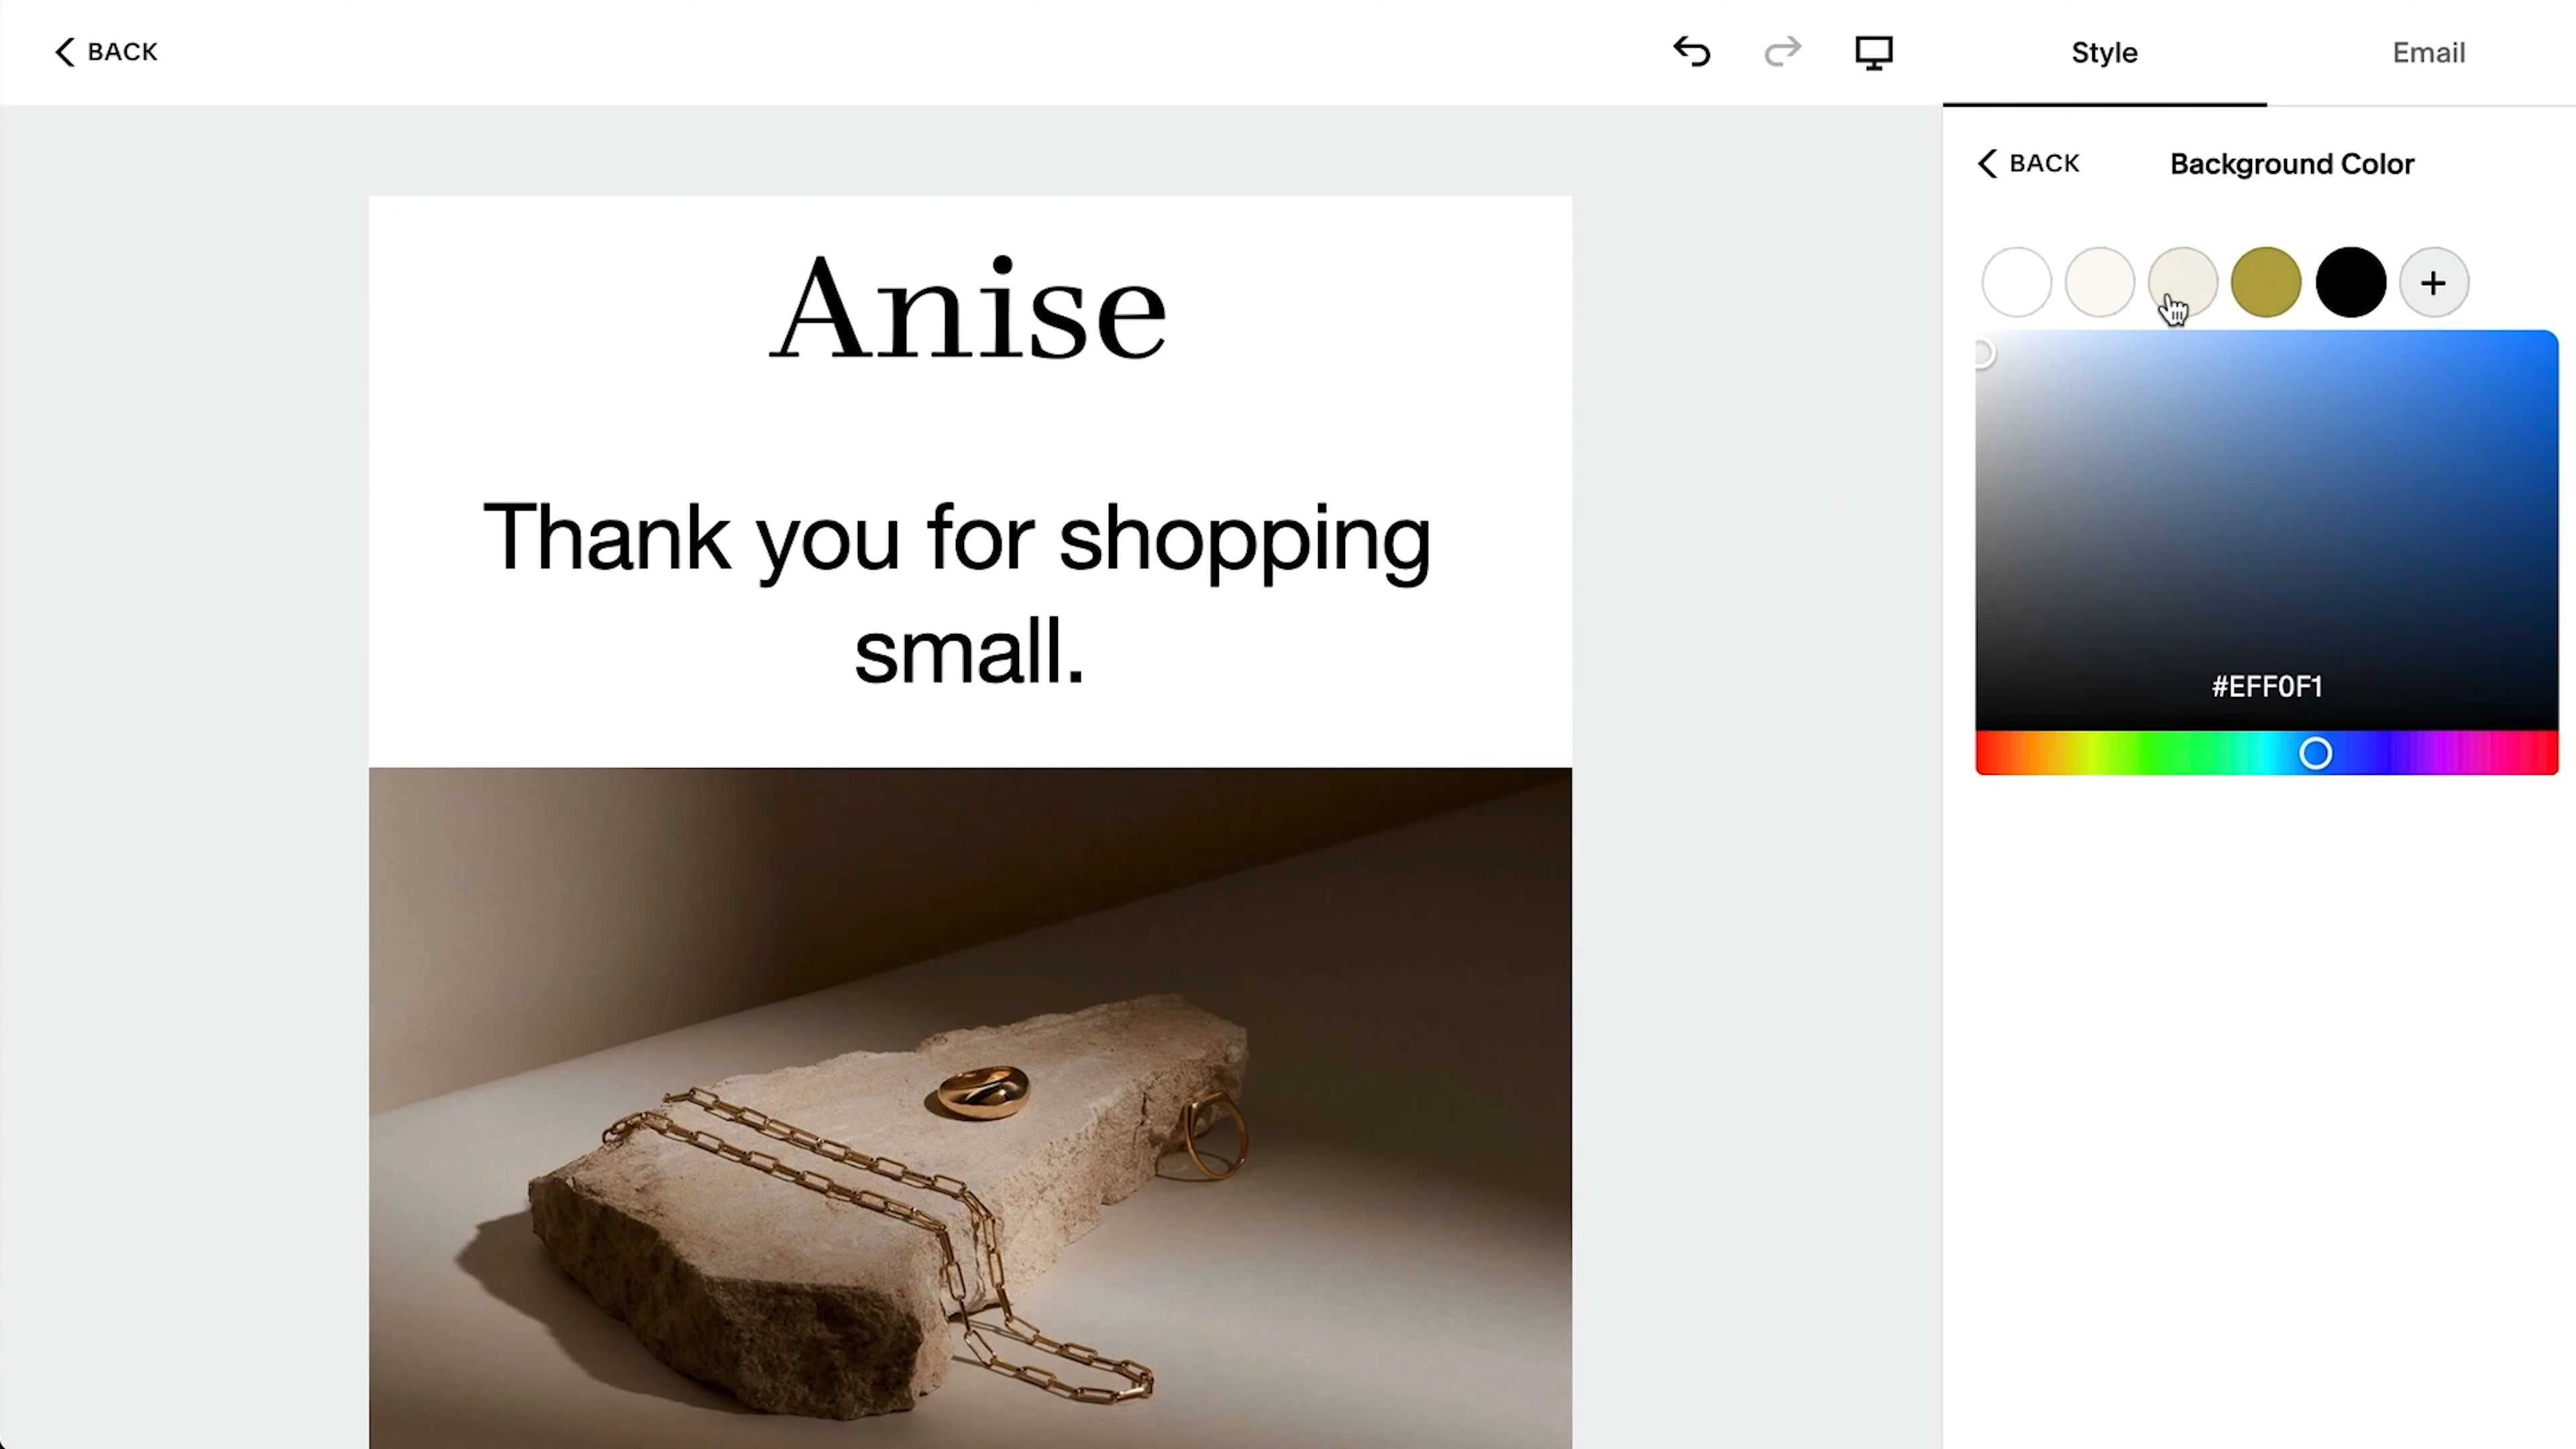 BACK
Style
Email
BACK
Background Color
Anise
Thank you for shopping
small.
#EFF0F1